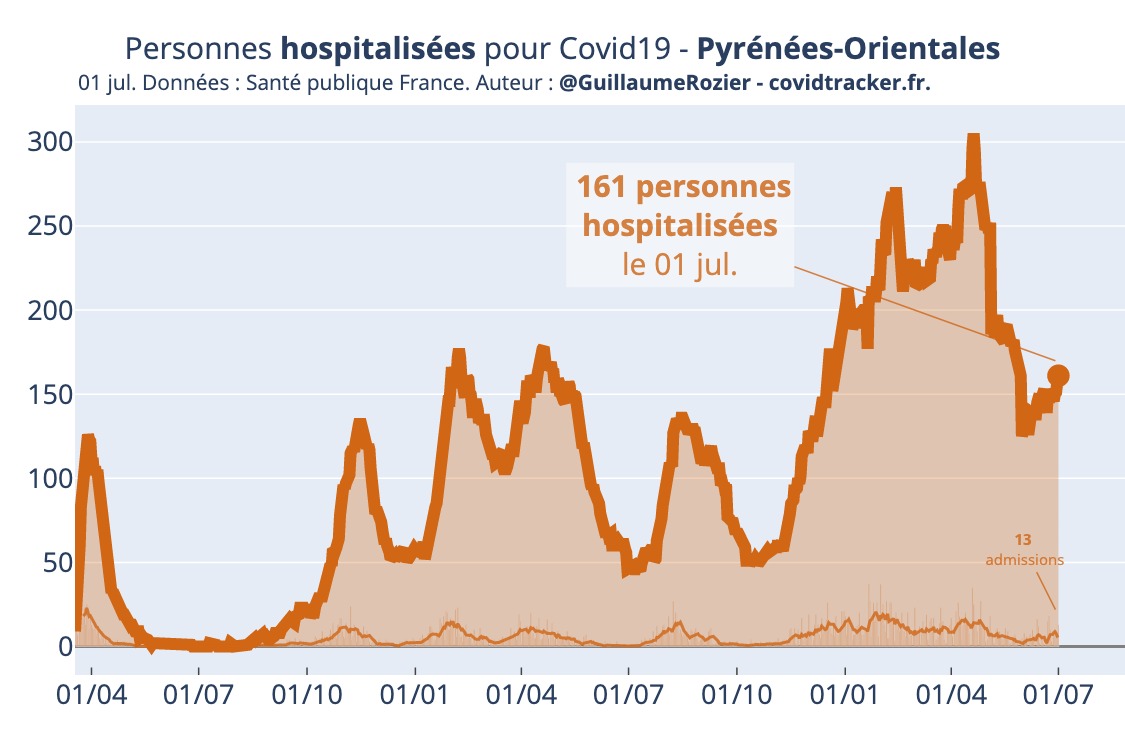 Personnes hospitalisées pour Covid19 - Pyrénées-Orientales
01 jul. Données : Santé publique France. Auteur : @GuillaumeRozier - covidtracker.fr.
300
250
200
150
100
50
0
161 personnes
hospitalisées
le 01 jul.
13
admissions
01/04 01/07 01/10 01/01 01/04 01/07 01/10 01/01 01/04 01/07